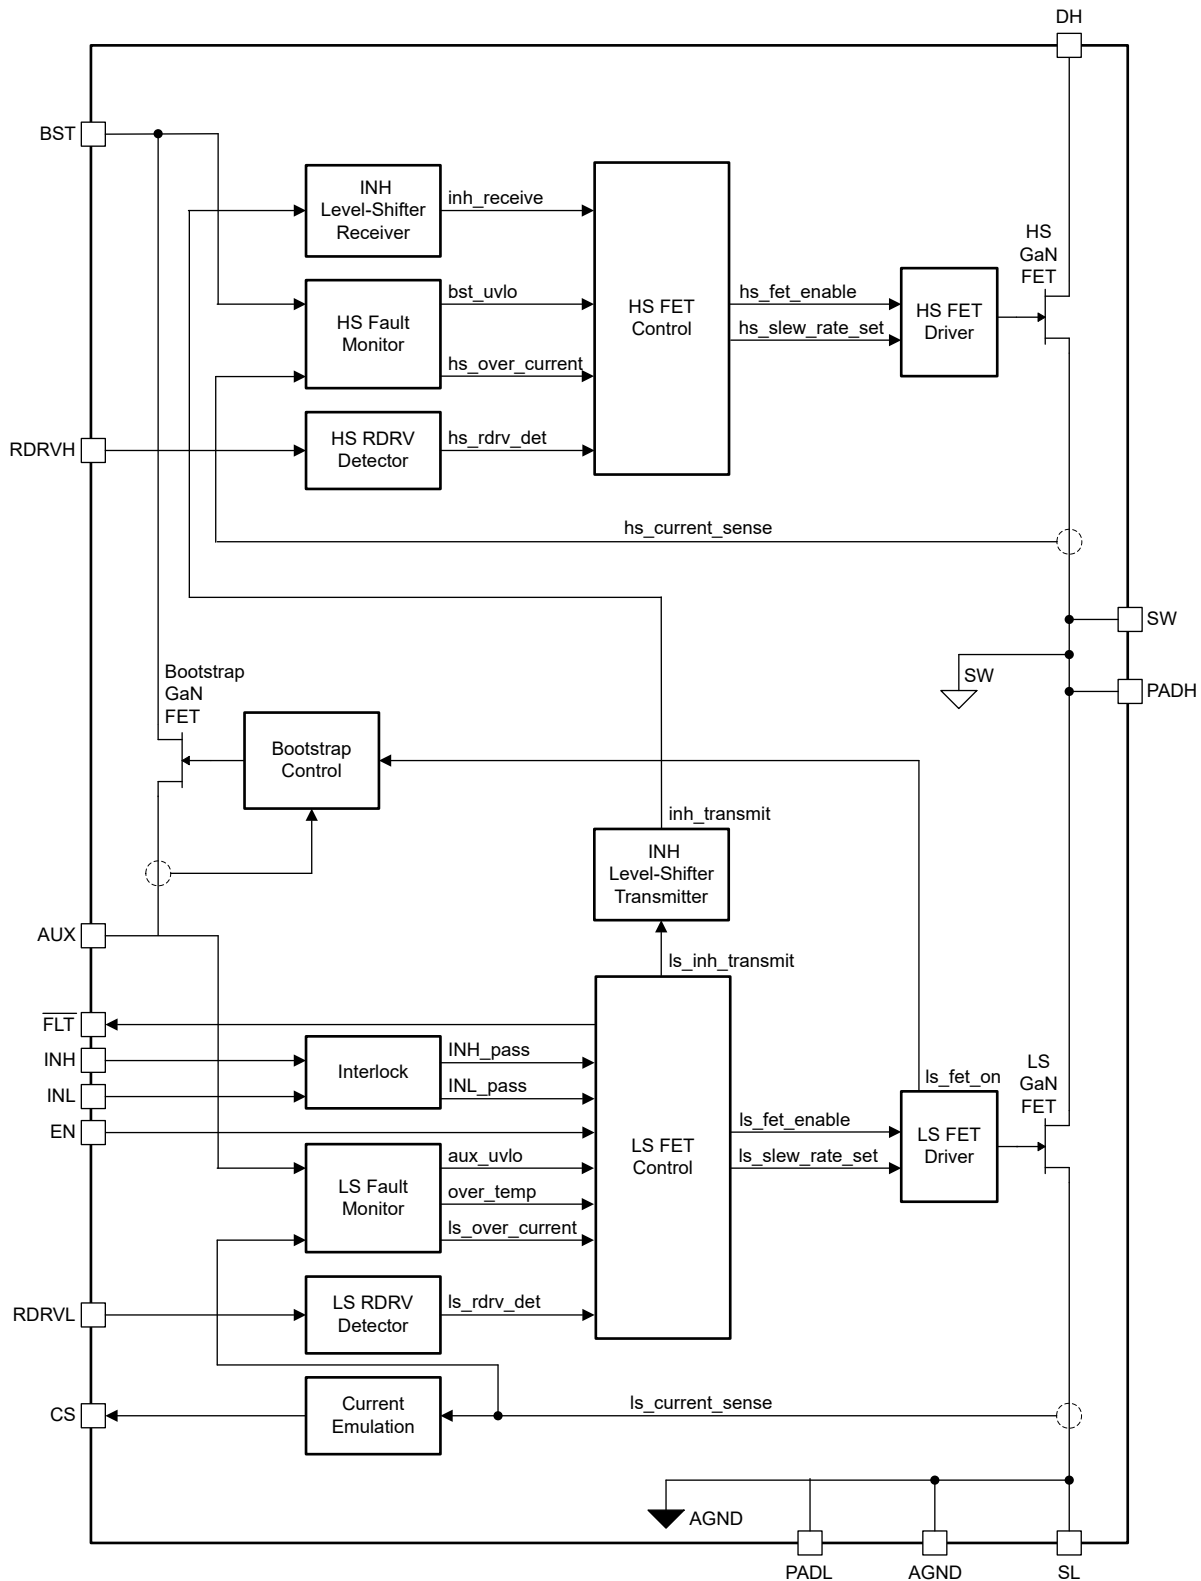 DH
BST
INH
Level-Shifter
Receiver
inh_receive
HS Fault
Monitor
bst_uvlo
hs_over_current
RDRVH
HS RDRV
Detector
hs_rdrv_det
HS FET
Control
hs_fet_enable
hs_slew_rate_set
HS FET
Driver
HS
GaN
FET
hs_current_sense
SW
SW
PADH
Bootstrap
GaN
FET
Bootstrap
Control
inh_transmit
INH
Level-Shifter
Transmitter
ls_inh_transmit
AUX
FLT
INH
INL
EN
Interlock
INH_pass
INL_pass
LS Fault
Monitor
aux_uvlo
over_temp
ls_over_current
RDRVL
LS RDRV
Detector
ls_rdrv_det
LS FET
Control
ls_fet_enable
ls_slew_rate_set
ls_fet_on
LS FET
Driver
LS
GaN
FET
CS
Current
Emulation
ls_current_sense
AGND
PADL
AGND
SL